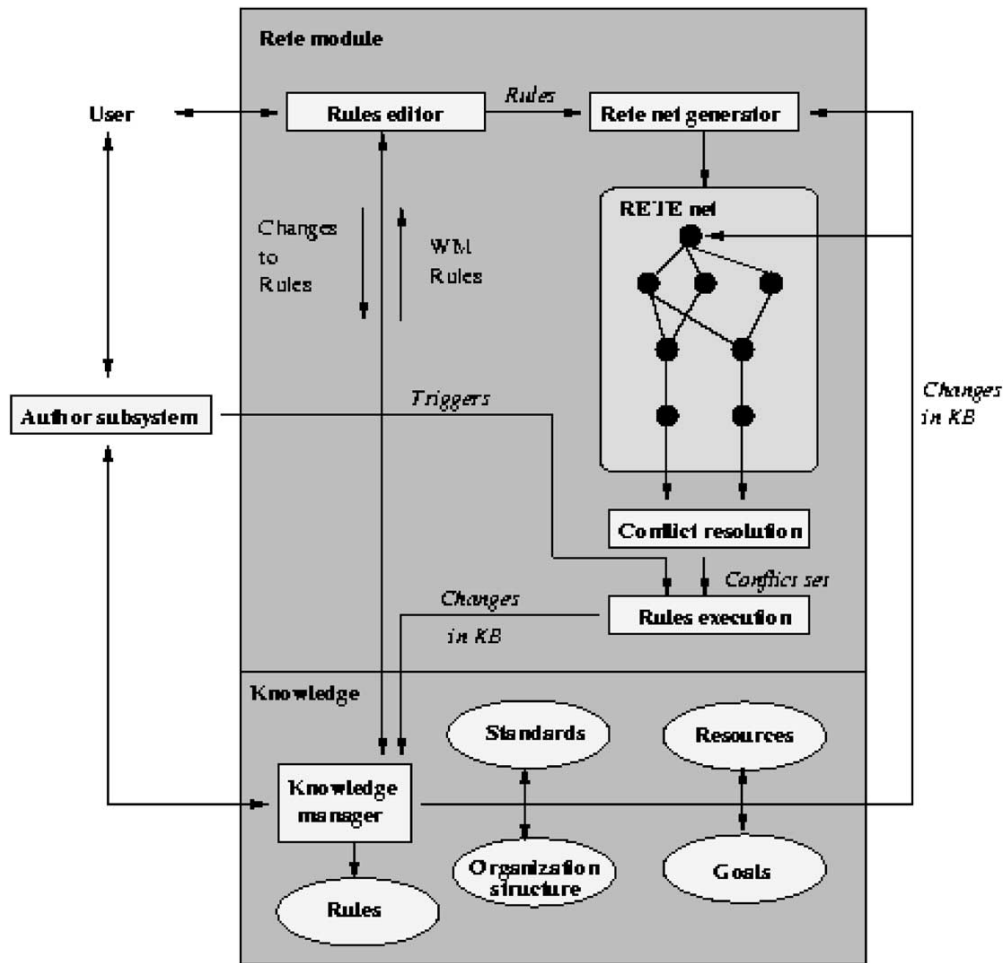 Rete module
User
Rules editor
Rules
Rete net generator
RETE net
Changes
to
Rules
WM
Rules
Author subsystem
Triggers
Changes
in KB
Conflict resolution
Conflicts set
Changes
in KB
Rules execution
Knowledge
Standards
Resources
Knowledge
manager
Organization
structure
Goals
Rules